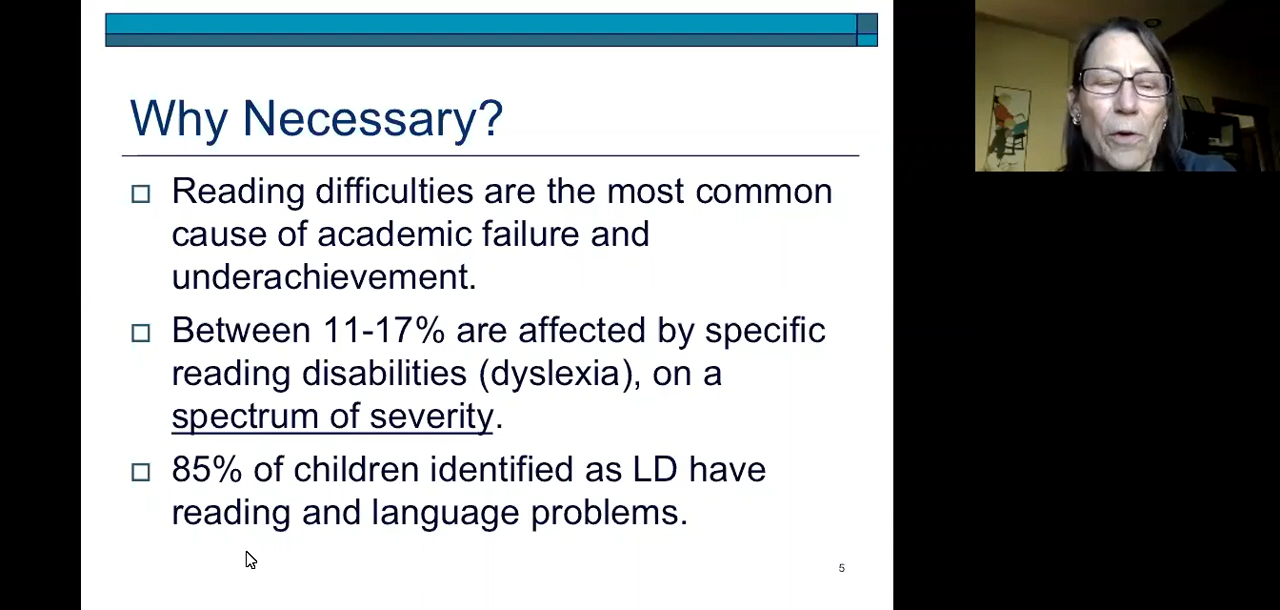 Why Necessary?
Reading difficulties are the most common
cause of academic failure and
underachievement.
Between 11-17% are affected by specific
reading disabilities (dyslexia), on a
spectrum of severity.
85% of children identified as LD have
reading and language problems.
5